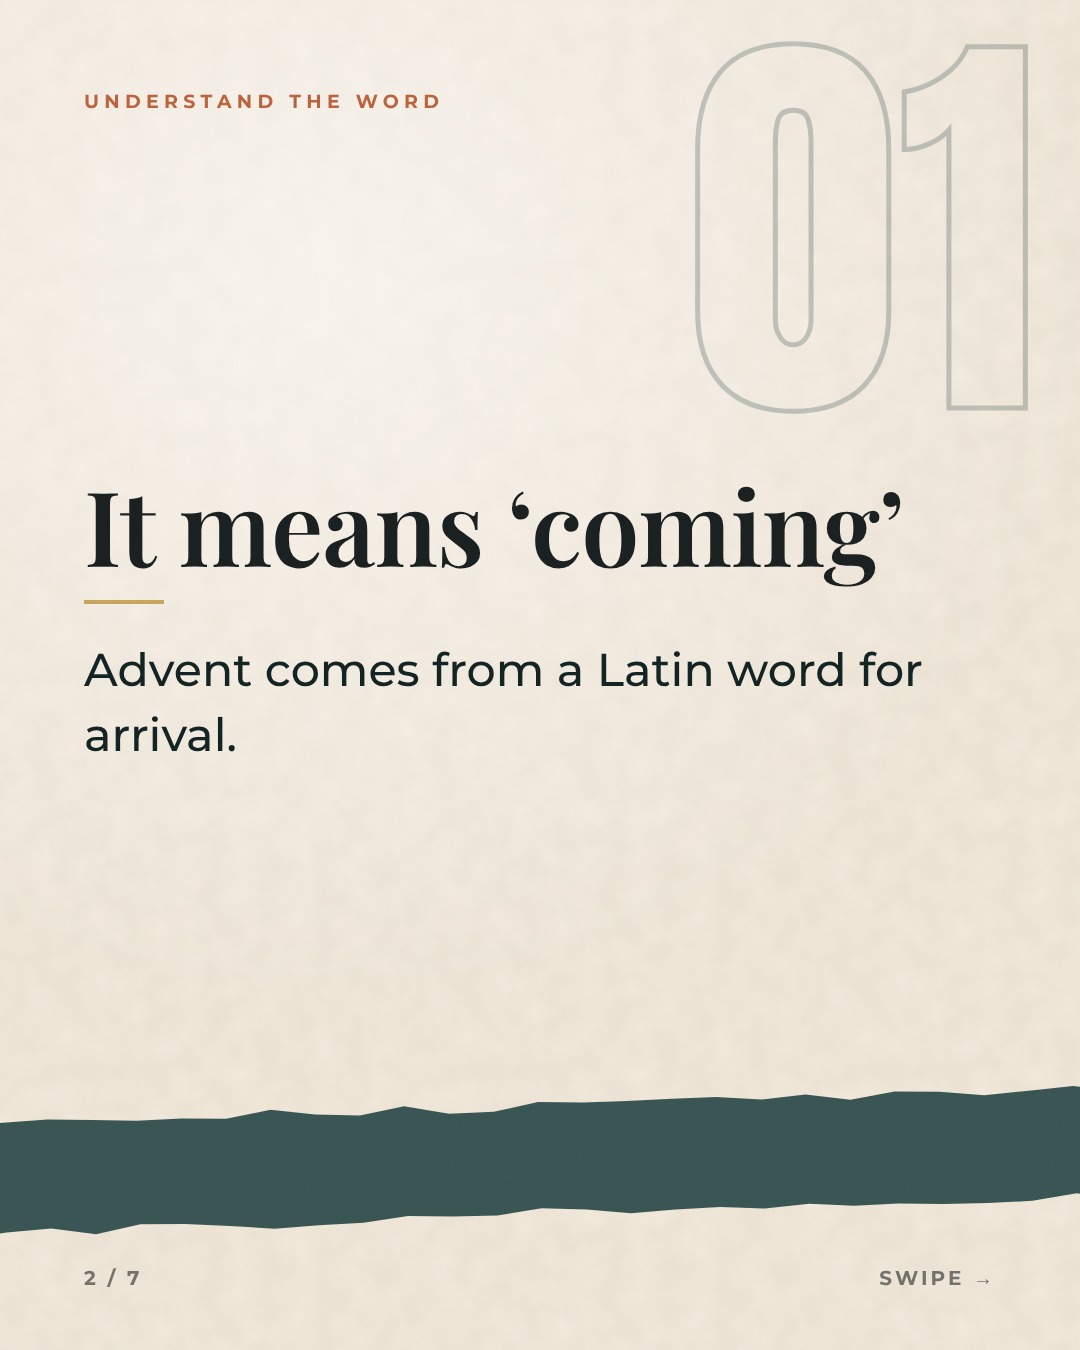 UNDERSTAND THE WORD
01
It means ‘coming’
Advent comes from a Latin word for
arrival.
2 / 7
SWIPE →